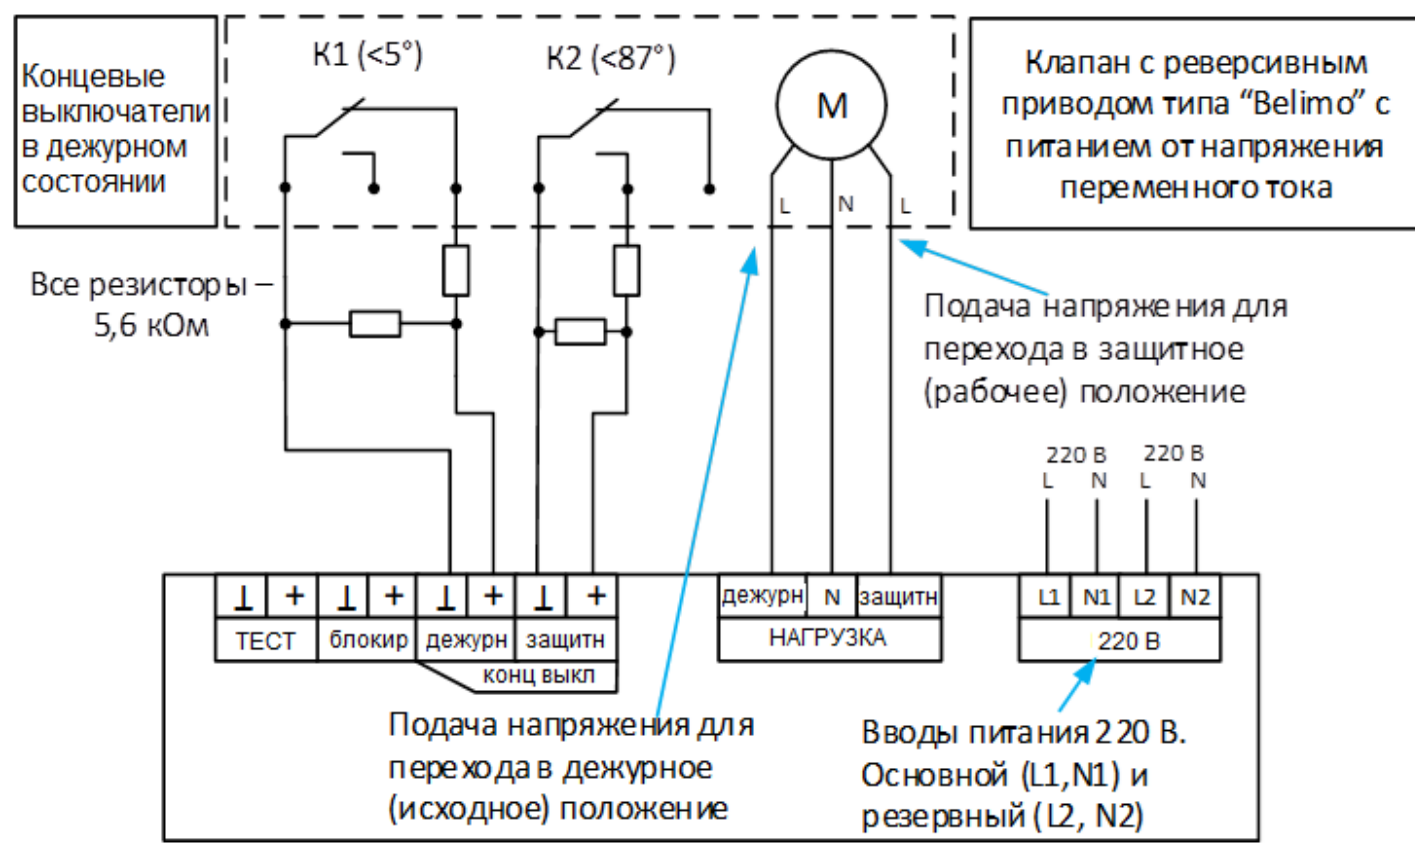 Концевые
выключатели
в дежурном
состоянии
К1 (<5°)
К2 (<87°)
М
L
N
L
Клапан с реверсивным
приводом типа “Belimo” с
питанием от напряжения
переменного тока
Все резисторы –
5,6 кОм
Подача напряжения для
перехода в защитное
(рабочее) положение
220 В
220 В
L
N
L
N
⊥
+
⊥
+
⊥
+
⊥
+
ТЕСТ
блокир
дежурн
защитн
конц выкл
дежурн
N
защитн
НАГРУЗКА
L1
N1
L2
N2
220 В
Подача напряжения для
перехода в дежурное
(исходное) положение
Вводы питания 220 В.
Основной (L1,N1) и
резервный (L2, N2)